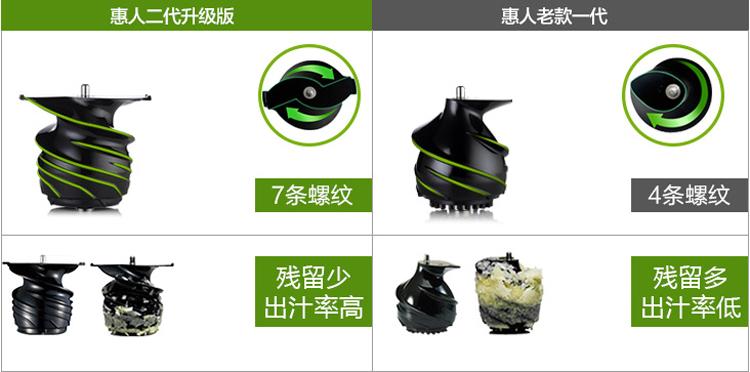 惠人二代升级版
惠人老款一代
7条螺纹
4条螺纹
残留少
出汁率高
残留多
出汁率低